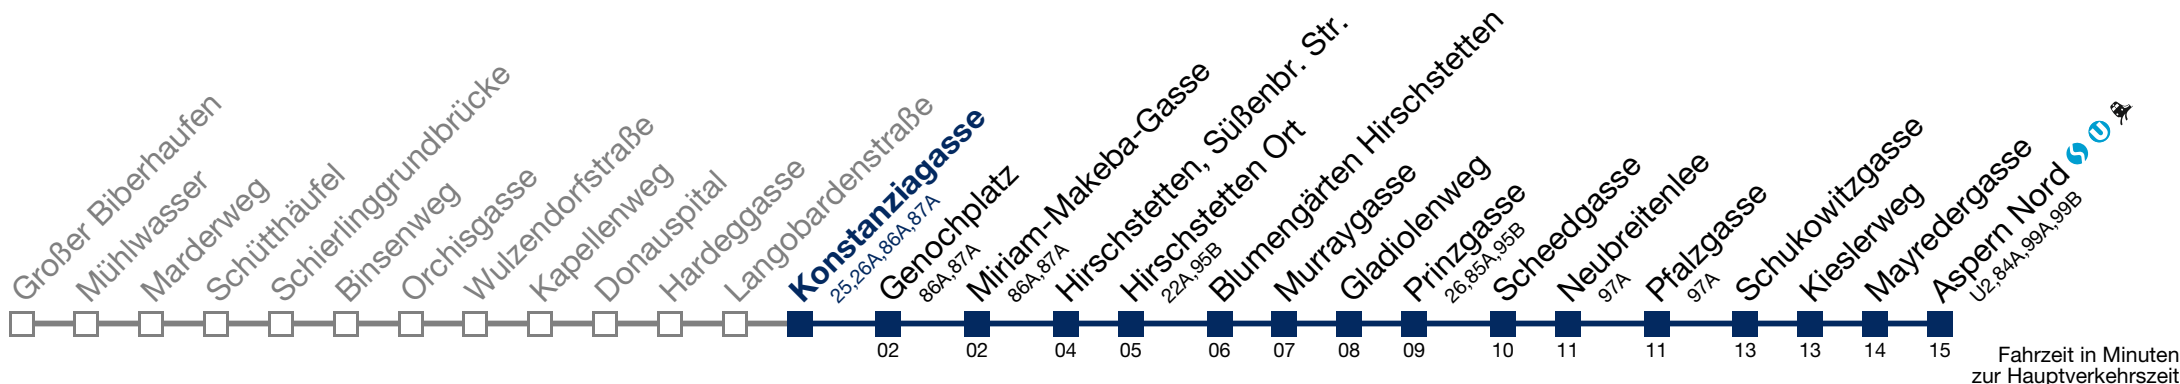 Großer Biberhaufen
Mühlwasser
Marderweg
Schütthäufel
Schierlinggrundbrücke
Binsenweg
Orchisgasse
Wulzendorfstraße
Kapellenweg
Donauspital
Hardeggasse
Langobardenstraße
Konstanziagasse
25,26A,86A,87A
Genochplatz
86A,87A
Miriam-Makeba-Gasse
86A,87A
Hirschstetten, Süßenbr. Str.
Hirschstetten Ort
22A,95B
Blumengärten Hirschstetten
Murraygasse
Gladiolenweg
Prinzgasse
26,85A,95B
Scheedgasse
Neubreitenlee
97A
Pfalzgasse
97A
Schukowitzgasse
Kieslerweg
Mayredergasse
Aspern Nord S U
U2,84A,99A,99B
02 02 04 05 06 07 08 09 10 11 11 13 13 14 15
Fahrzeit in Minuten
zur Hauptverkehrszeit